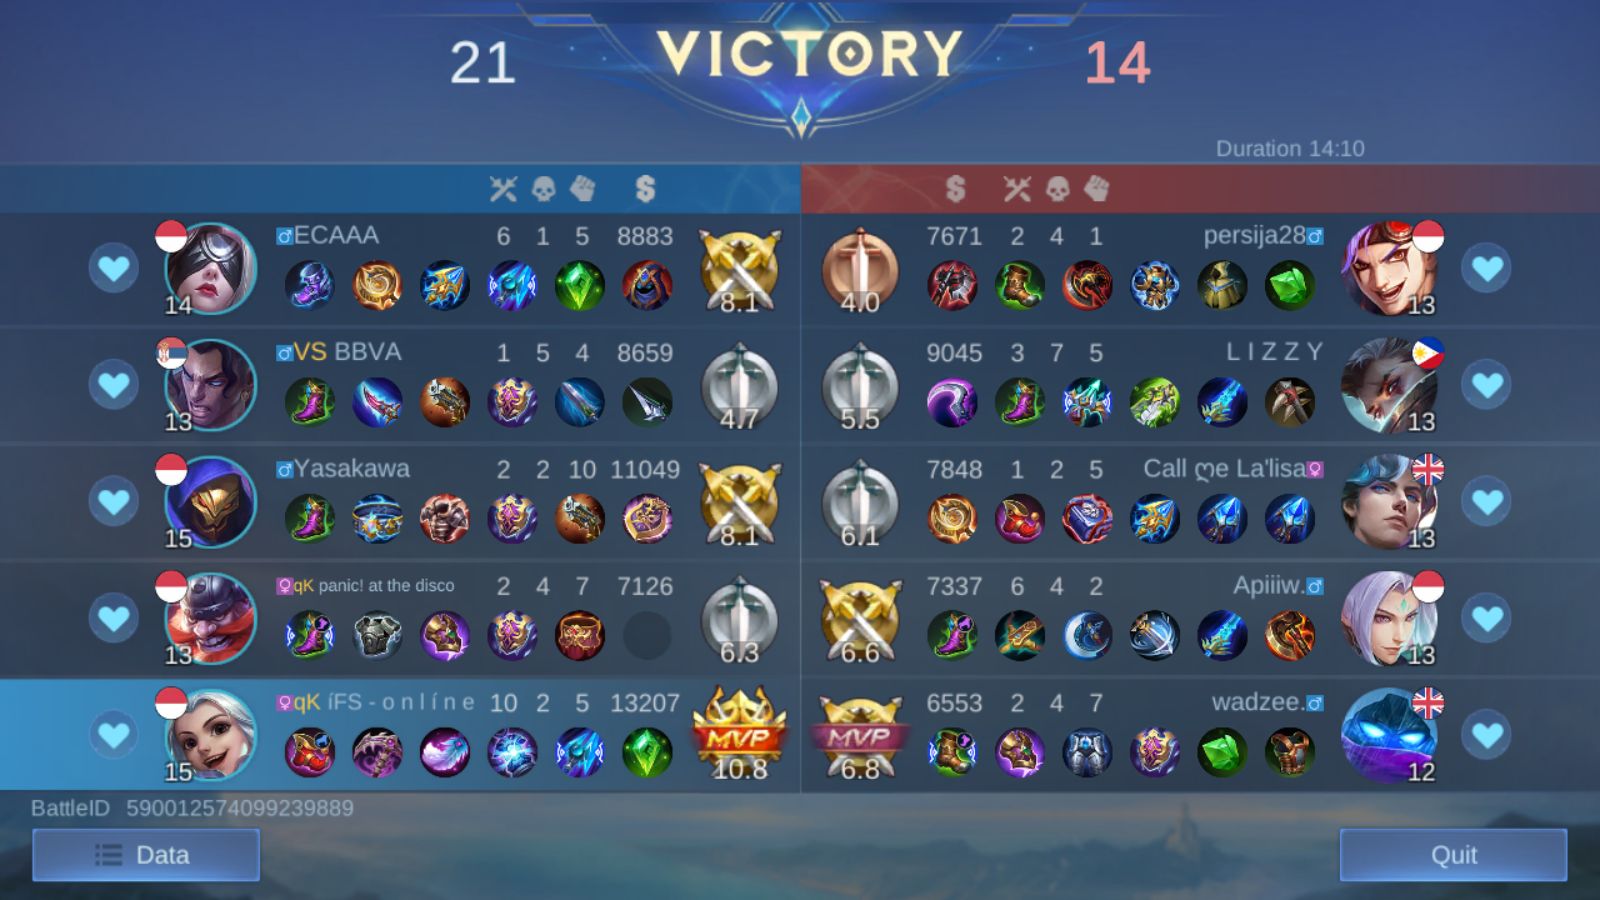 21 VICTORY 14
Duration 14:10
ECAAA 6 1 5 8883 8.1 14
4.0 7671 2 4 1 persija28 13
VS BBVA 1 5 4 8659 4.7 13
5.5 9045 3 7 5 L I Z Z Y 13
Yasakawa 2 2 10 11049 8.1 15
6.1 7848 1 2 5 Call ღe La'lisa 13
qK panic! at the disco 2 4 7 7126 6.3 13
6.6 7337 6 4 2 Apiiiw. 13
qK íFS - o n l í n e 10 2 5 13207 MVP 10.8 15
MVP 6.8 6553 2 4 7 wadzee. 12
BattleID 590012574099239889
Data
Quit